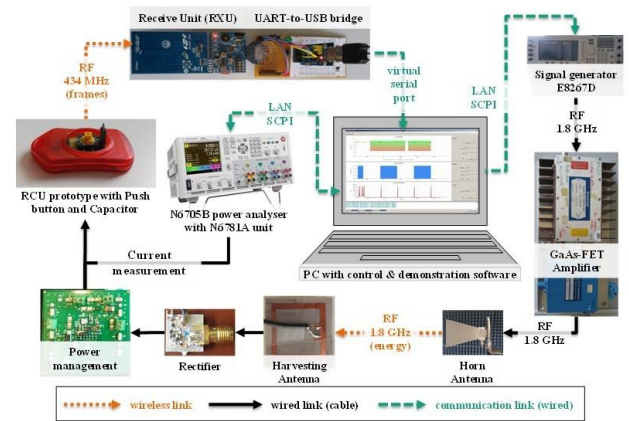 Receive Unit (RXU)
UART-to-USB bridge
RF
434 MHz
(frames)
virtual
serial
port
LAN
SCPI
LAN
SCPI
Signal generator
E8267D
RF
1.8 GHz
RCU prototype with Push
button and Capacitor
N6705B power analyser
with N6781A unit
PC with control & demonstration software
GaAs-FET
Amplifier
Current
measurement
RF
1.8 GHz
(energy)
RF
1.8 GHz
Power
management
Rectifier
Harvesting
Antenna
Horn
Antenna
wireless link
wired link (cable)
communication link (wired)